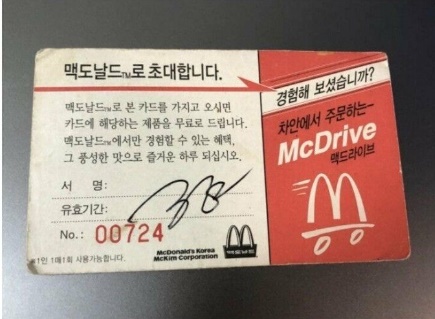 맥도날드™로 초대합니다.
맥도날드™로 본 카드를 가지고 오십면
카드에 해당하는 제품을 무료로 드립니다.
맥도날드™에서만 경험할 수 있는 혜택,
그 풍성한 맛으로 즐거운 하루 되십시오.
서 명:
유효기간:
No.: 00724
*1인 1매1회 사용가능합니다.
McDonald's Korea
McKim Corporation
맥도날드
경험해 보셨습니까?
차안에서 주문하는–
McDrive
맥드라이브